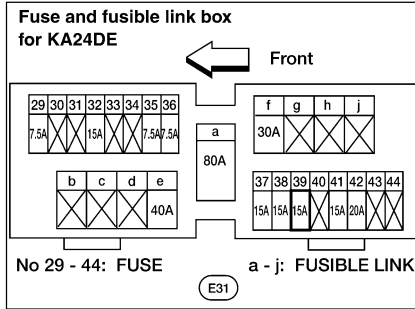 Fuse and fusible link box
for KA24DE
Front
29 30 31 32 33 34 35 36
7.5A 15A 7.5A 7.5A
a
80A
f g h j
30A
b c d e
40A
37 38 39 40 41 42 43 44
15A 15A 15A 15A 20A
No 29 - 44: FUSE
a - j: FUSIBLE LINK
E31